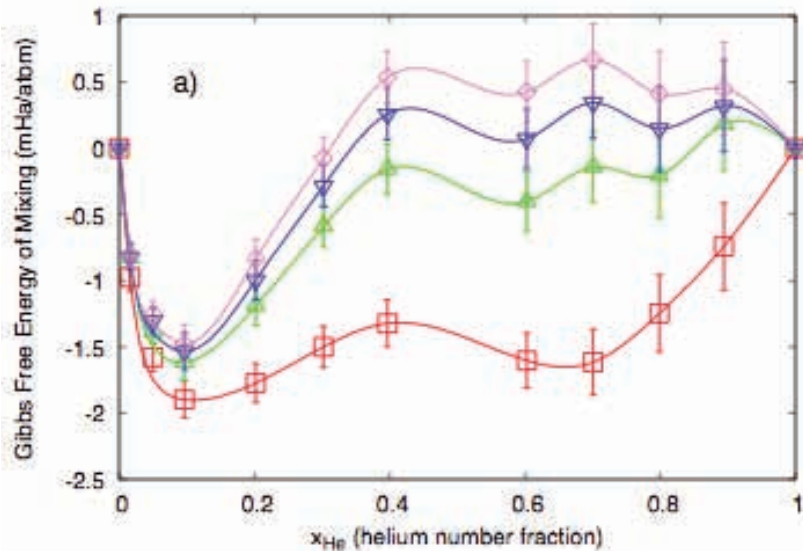 1
0.5
0
-0.5
-1
-1.5
-2
-2.5
Gibbs Free Energy of Mixing (mHa/atom)
a)
0 0.2 0.4 0.6 0.8 1
xHe (helium number fraction)